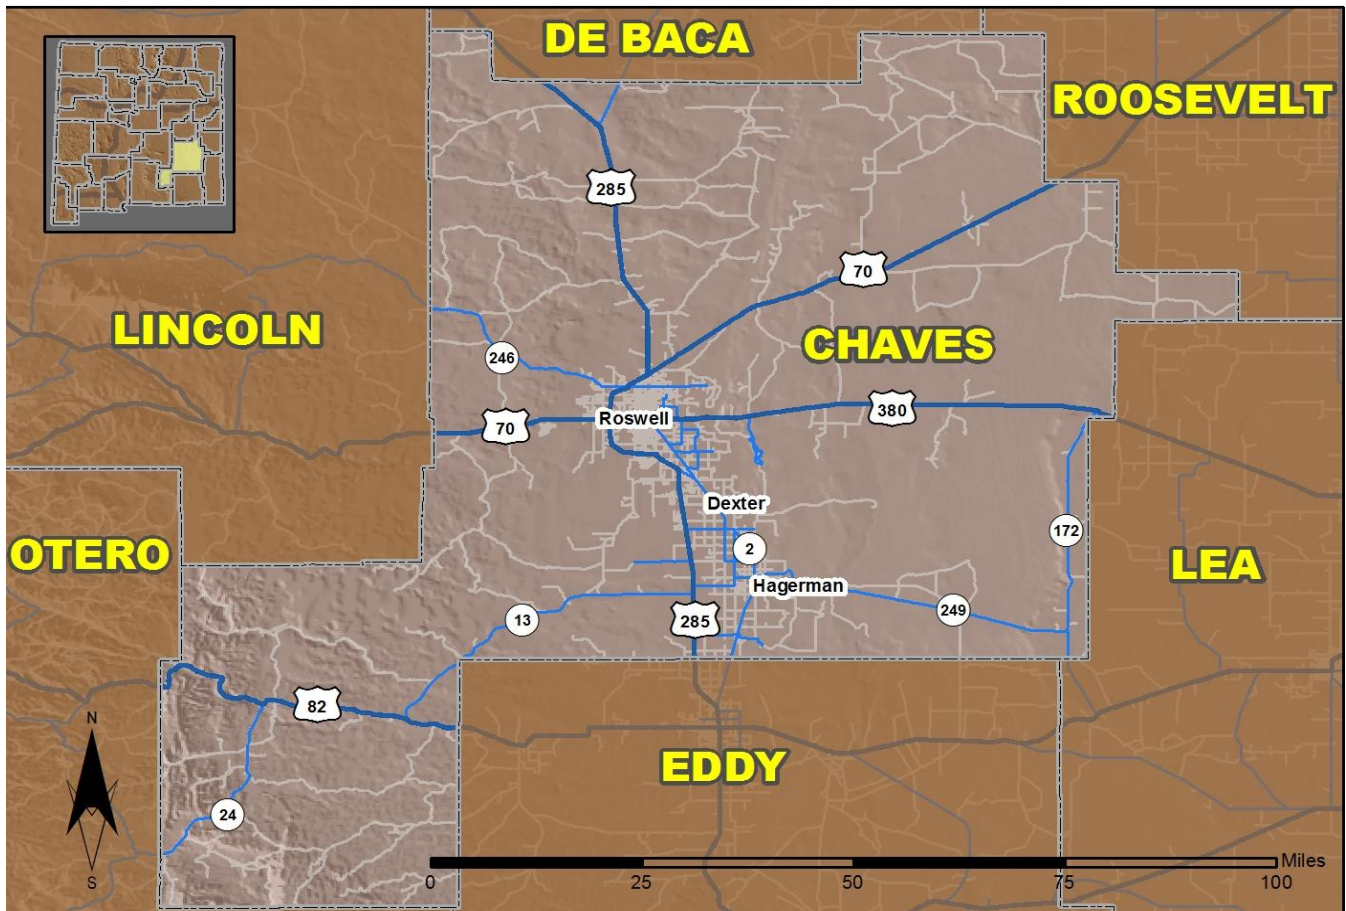 DE BACA
ROOSEVELT
285
70
LINCOLN
CHAVES
246
380
70
Roswell
Dexter
172
2
OTERO
LEA
Hagerman
249
13
285
82
N
EDDY
24
S
Miles
0
25
50
75
100